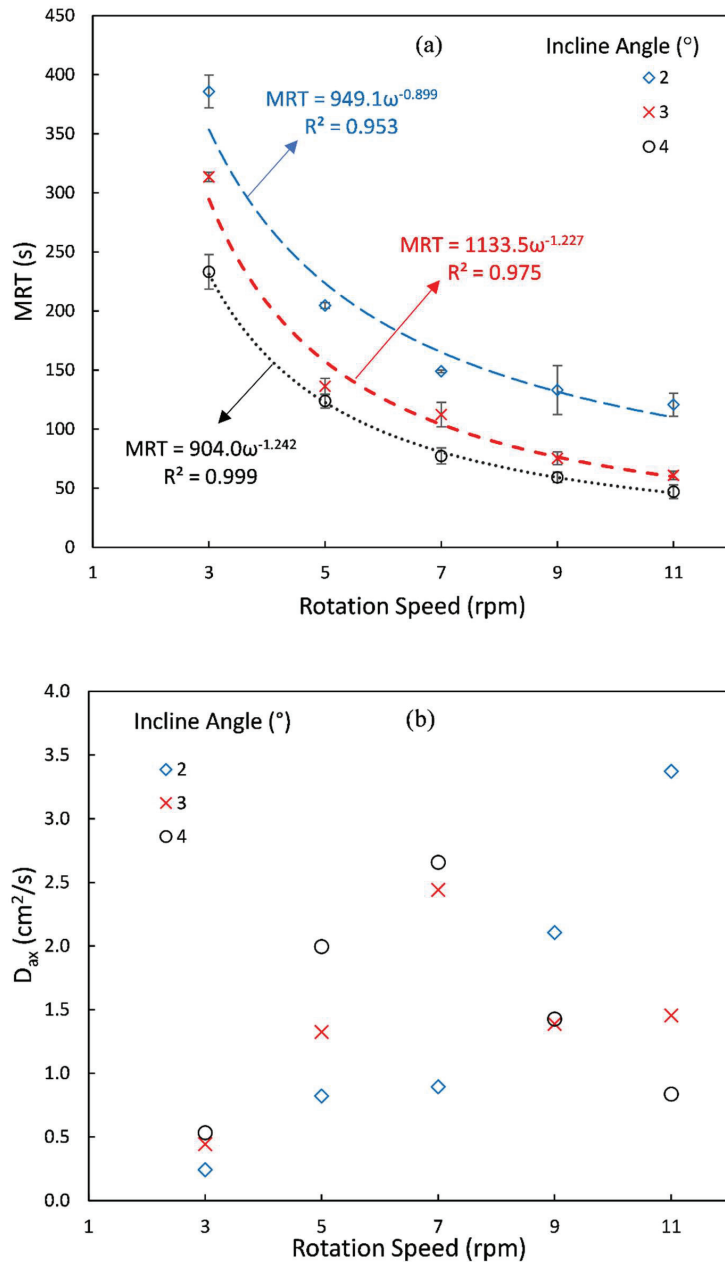 (a)
Incline Angle (°)
2
3
4
MRT = 949.1ω^-0.899
R² = 0.953
MRT = 1133.5ω^-1.227
R² = 0.975
MRT = 904.0ω^-1.242
R² = 0.999
MRT (s)
450
400
350
300
250
200
150
100
50
0
1 3 5 7 9 11
Rotation Speed (rpm)
(b)
Incline Angle (°)
2
3
4
D_ax (cm²/s)
4.0
3.5
3.0
2.5
2.0
1.5
1.0
0.5
0.0
1 3 5 7 9 11
Rotation Speed (rpm)